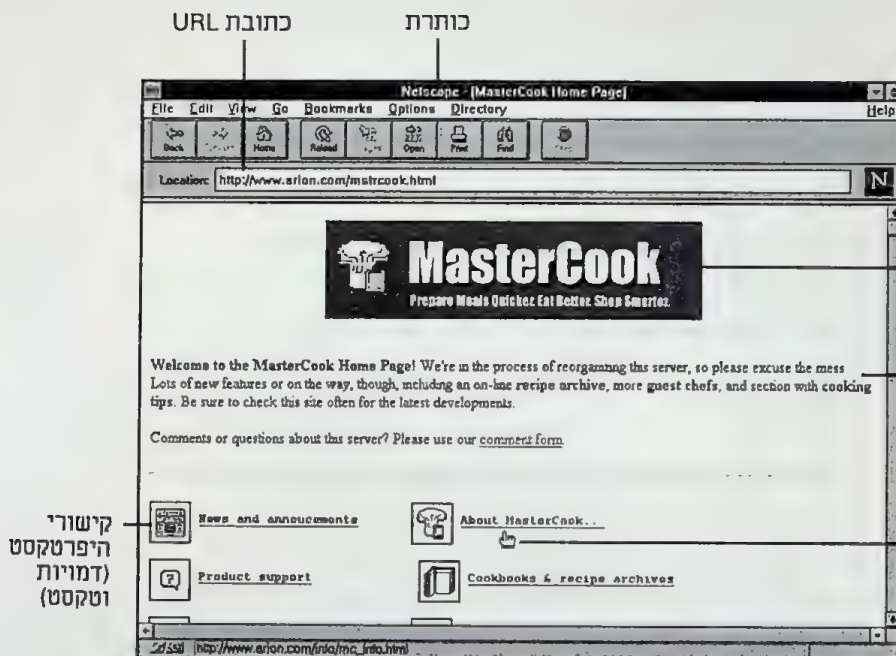 כתובת URL
כותרת
Netscape - [MasterCook Home Page]
File Edit View Go Bookmarks Options Directory Help
Back Home Reload Open Print Find
Location: http://www.arion.com/mstrcook.html
N
MasterCook
Prepare Meals Quicker. Eat Better. Shop Smarter.
Welcome to the MasterCook Home Page! We're in the process of reorganizing this server, so please excuse the mess
Lots of new features or on the way, though, including an on-line recipe archive, more guest chefs, and section with cooking
tips. Be sure to check this site often for the latest developments.
Comments or questions about this server? Please use our comment form
קישורי
היפרטקסט
(דמויות
וטקסט)
News and annoucements
About MasterCook..
Product support
Cookbooks & recipe archives
http://www.arion.com/info/mc_info.html